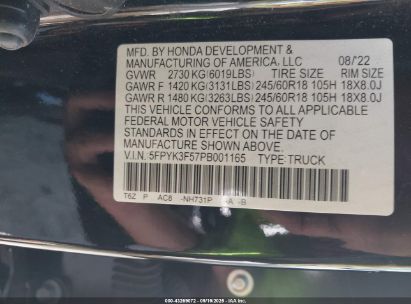 MFD. BY HONDA DEVELOPMENT &
MANUFACTURING OF AMERICA, LLC 08/'22
GVWR 2730 KG(6019LBS) TIRE SIZE RIM SIZE
GAWR F 1420 KG(3131LBS) 245/60R18 105H 18X8.0J
GAWR R 1480 KG(3263LBS) 245/60R18 105H 18X8.0J
THIS VEHICLE CONFORMS TO ALL APPLICABLE
FEDERAL MOTOR VEHICLE SAFETY
STANDARDS IN EFFECT ON THE DATE OF
MANUFACTURE SHOWN ABOVE.
V.I.N. 5FPYK3F57PB001165 TYPE:TRUCK
T6Z P AC8 -NH731P -A -B